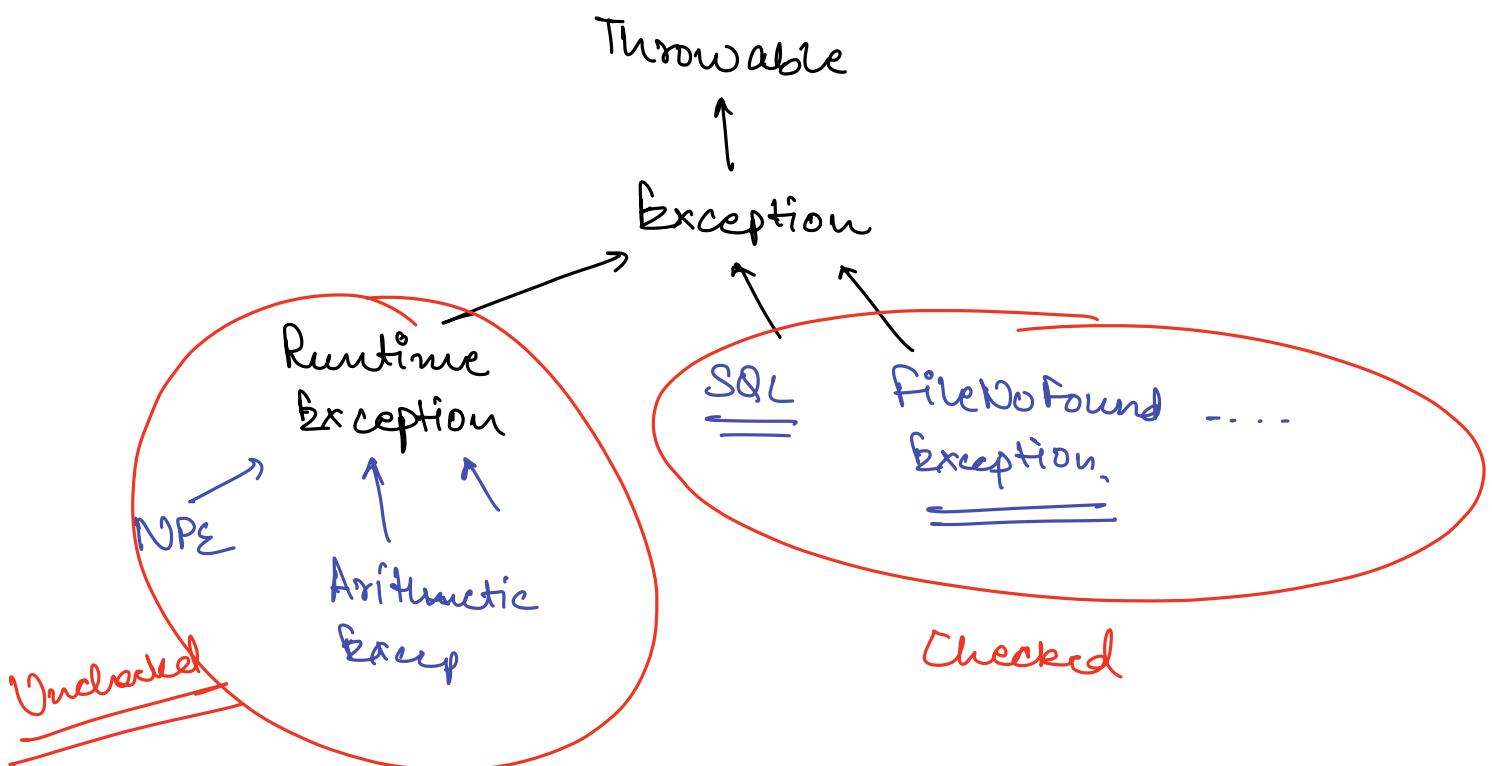 Throwable
Exception
Runtime
Exception
SQL
FileNoFound ....
Exception
NPE
Arithmetic
Excep
Unchecked
Checked